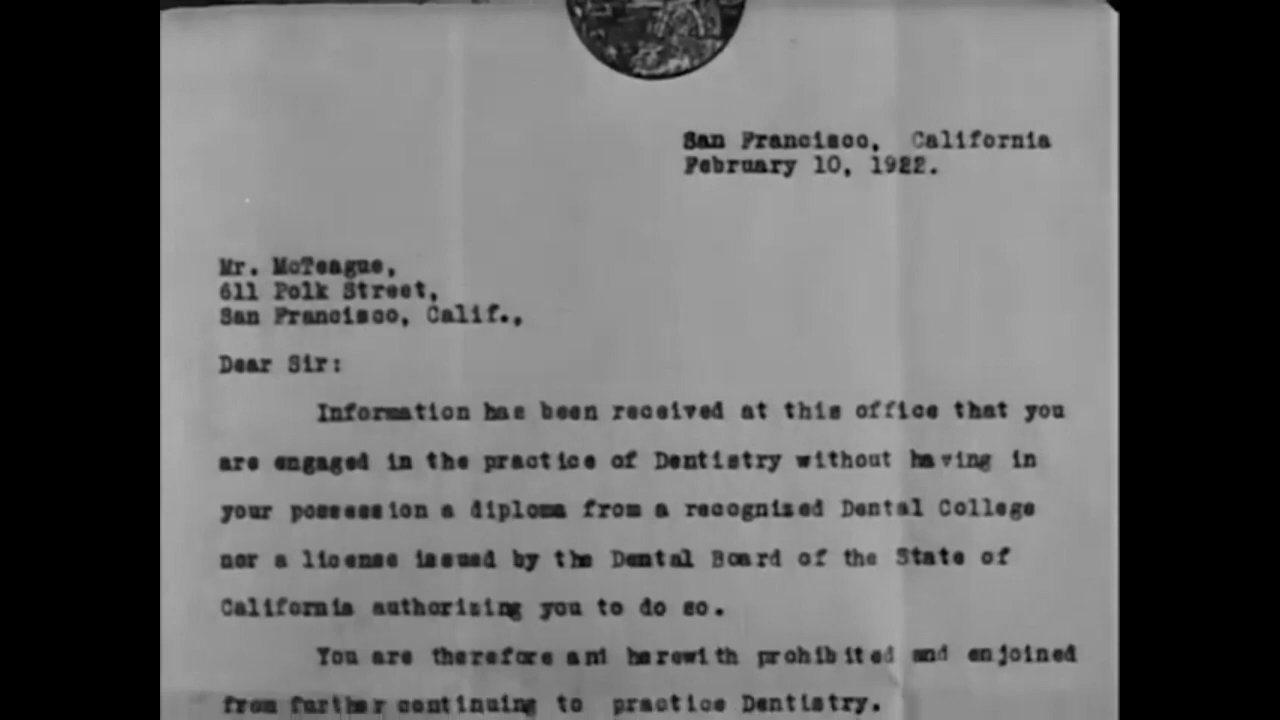 San Francisco, California
February 10, 1922.
Mr. McTeague,
611 Polk Street,
San Francisco, Calif.,
Dear Sir:
Information has been received at this office that you
are engaged in the practice of Dentistry without having in
your possession a diploma from a recognized Dental College
nor a license issued by the Dental Board of the State of
California authorizing you to do so.
You are therefore and herewith prohibited and enjoined
from further continuing to practice Dentistry.